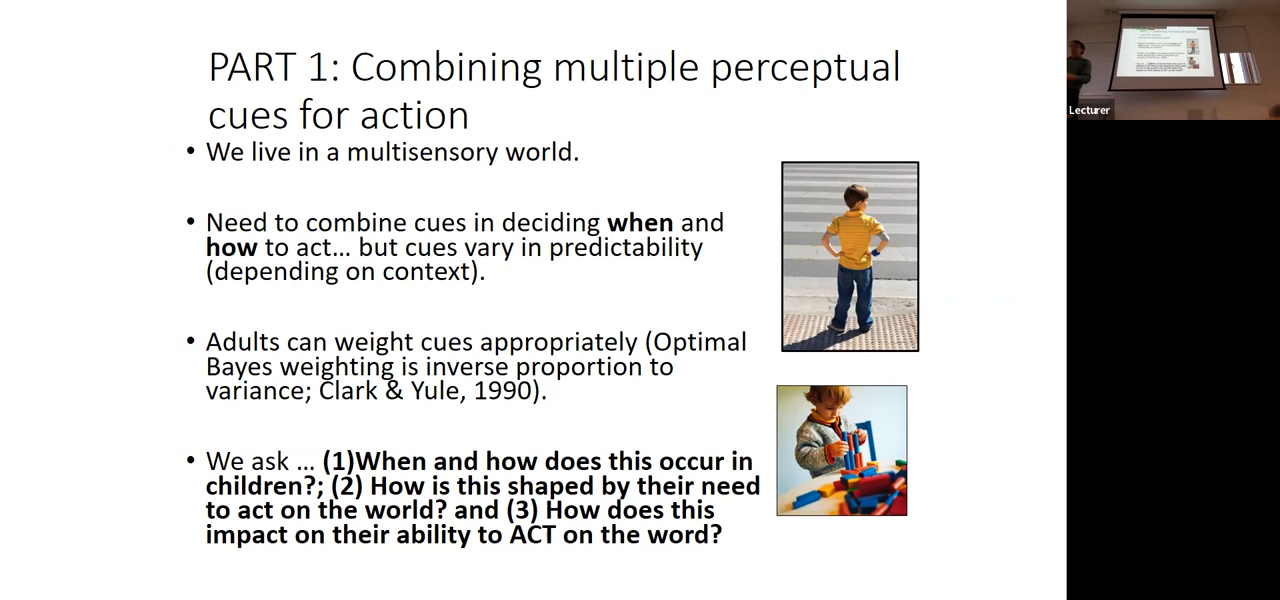 PART 1: Combining multiple perceptual
cues for action
• We live in a multisensory world.
• Need to combine cues in deciding when and
how to act… but cues vary in predictability
(depending on context).
• Adults can weight cues appropriately (Optimal
Bayes weighting is inverse proportion to
variance; Clark & Yule, 1990).
• We ask … (1)When and how does this occur in
children?; (2) How is this shaped by their need
to act on the world? and (3) How does this
impact on their ability to ACT on the word?
Lecturer